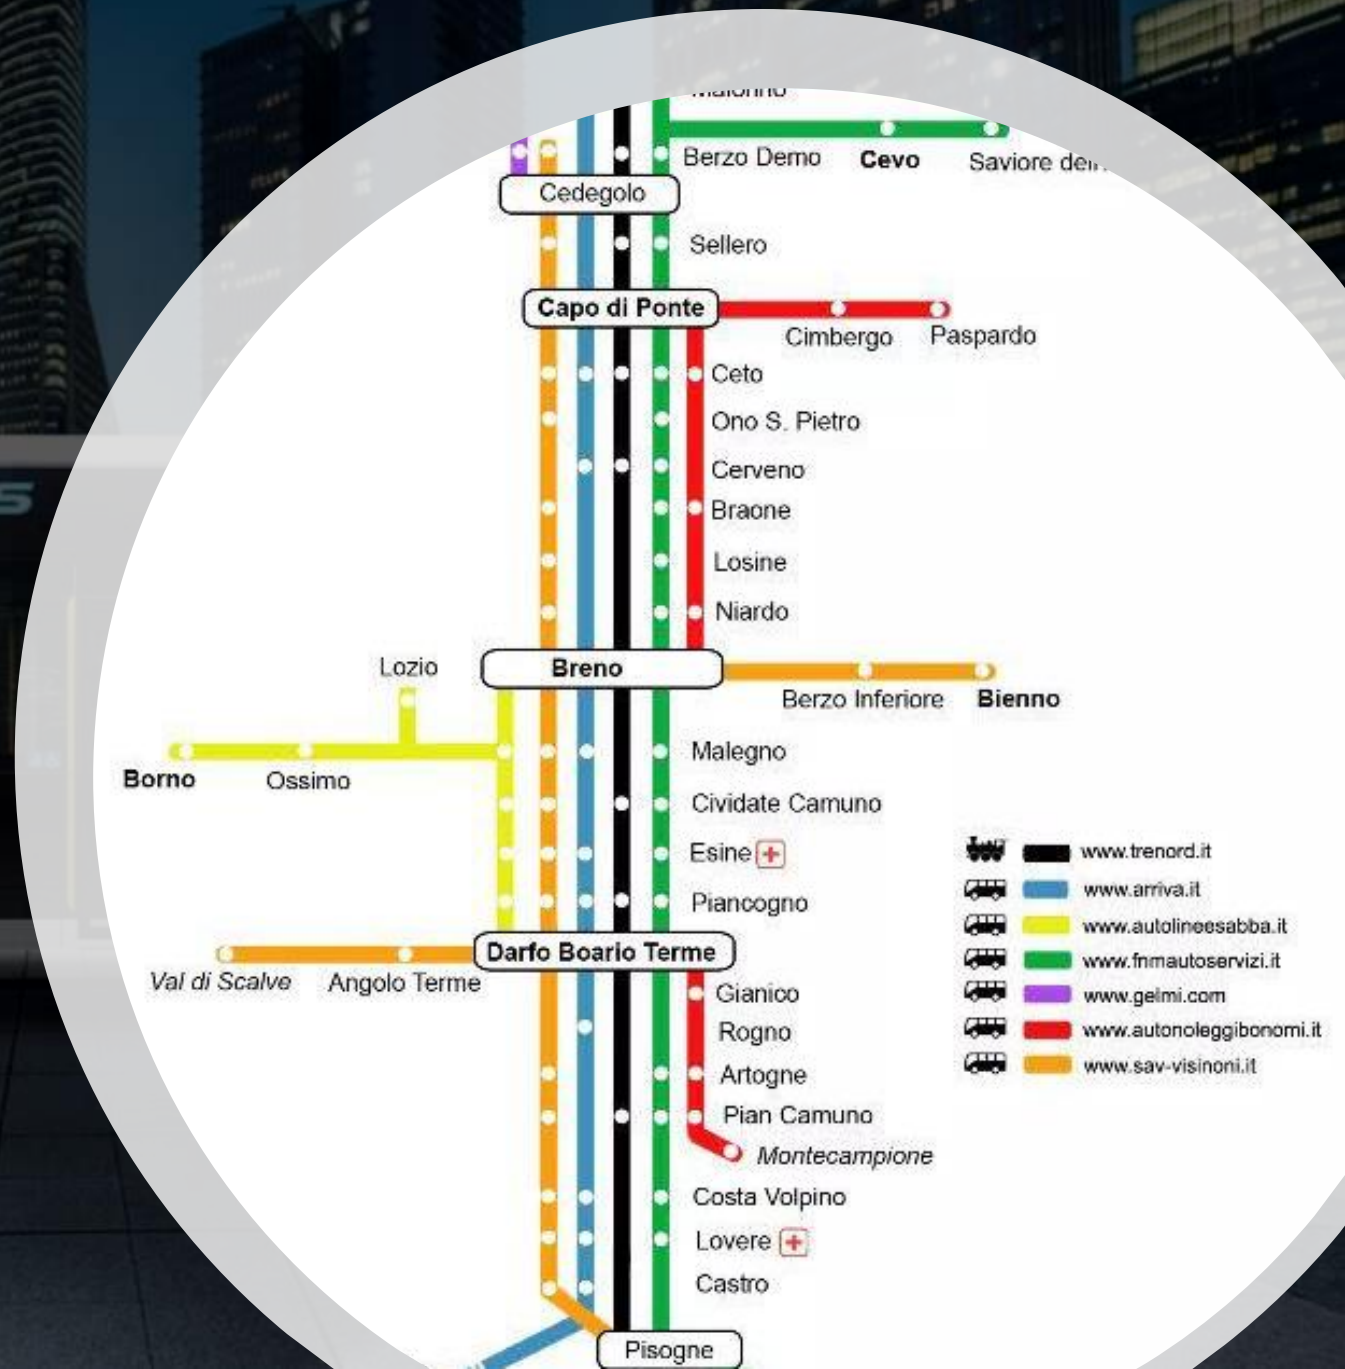 Malonno
Berzo Demo
Cevo
Saviore dell
Cedegolo
Sellero
Capo di Ponte
Cimbergo
Paspardo
Ceto
Ono S. Pietro
Cerveno
Braone
Losine
Niardo
Lozio
Breno
Berzo Inferiore
Bienno
Malegno
Borno
Ossimo
Cividate Camuno
Esine
Piancogno
Darfo Boario Terme
Val di Scalve
Angolo Terme
Gianico
Rogno
Artogne
Pian Camuno
Montecampione
Costa Volpino
Lovere
Castro
Pisogne
www.trenord.it
www.arriva.it
www.autolineesabba.it
www.fnmautoservizi.it
www.gelmi.com
www.autonoleggibonomi.it
www.sav-visinoni.it